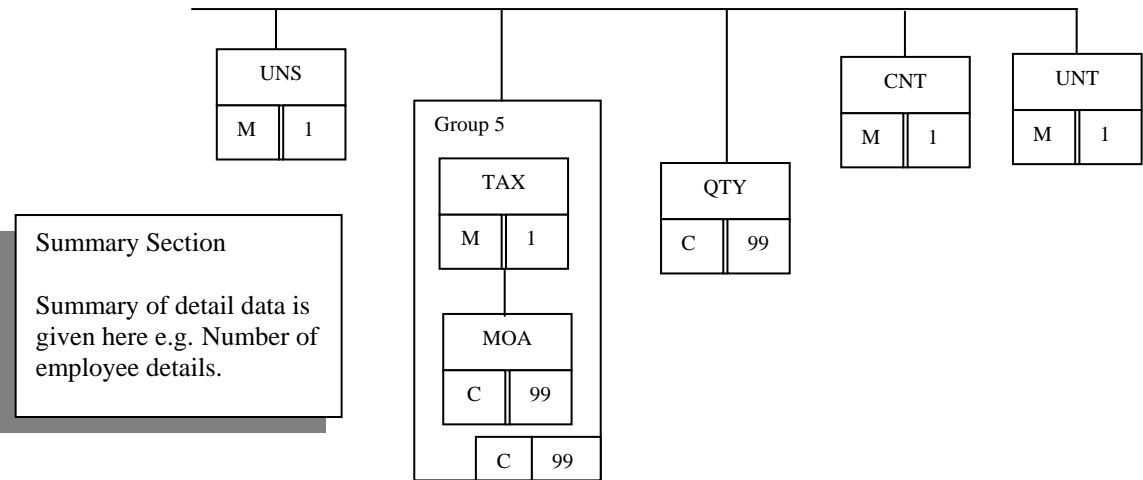 UNS
M 1
Group 5
TAX
M 1
MOA
C 99
C 99
QTY
C 99
CNT
M 1
UNT
M 1
Summary Section
Summary of detail data is
given here e.g. Number of
employee details.